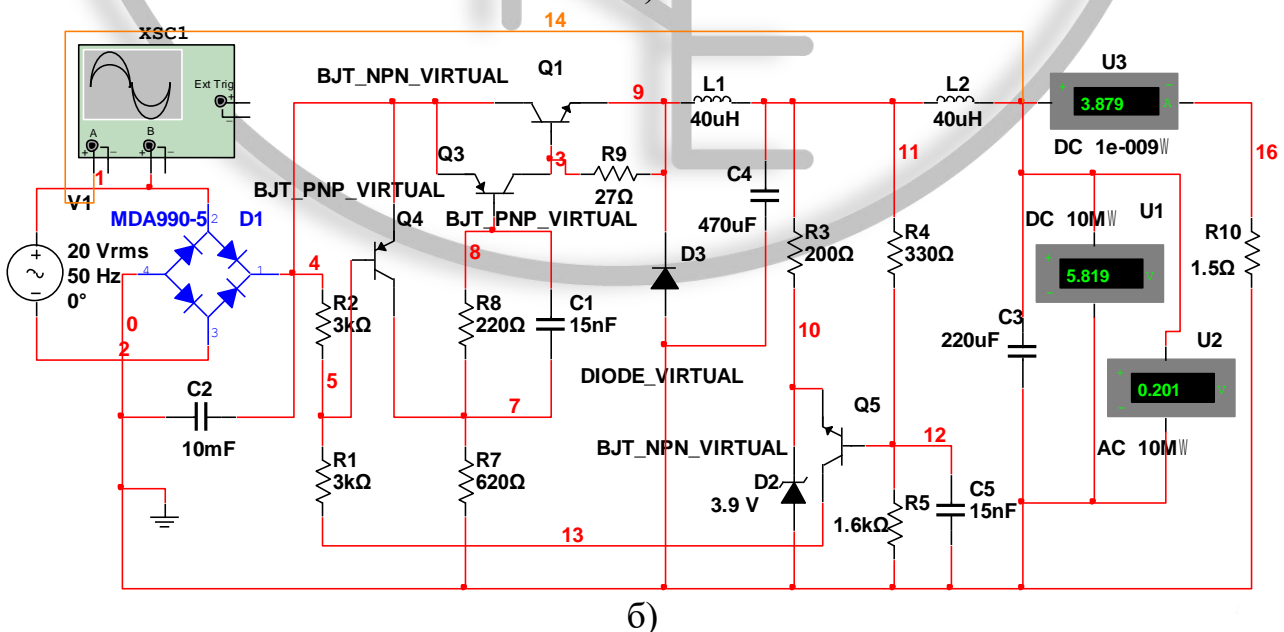 14
XSC1
Ext Trig
A
B
BJT_NPN_VIRTUAL
Q1
9
L1
40uH
L2
40uH
U3
3.879
A
DC 1e-009W
16
1
V1
20 Vrms
50 Hz
0°
MDA990-5
D1
2
4
1
3
0
2
BJT_PNP_VIRTUAL
Q3
3
R9
27Ω
BJT_PNP_VIRTUAL
Q4
4
R2
3kΩ
5
R1
3kΩ
C2
10mF
8
R8
220Ω
C1
15nF
7
R7
620Ω
C4
470uF
D3
DIODE_VIRTUAL
11
R3
200Ω
R4
330Ω
10
BJT_NPN_VIRTUAL
Q5
12
D2
3.9 V
R5
1.6kΩ
C5
15nF
13
C3
220uF
DC 10MW
U1
5.819
V
U2
0.201
V
AC 10MW
R10
1.5Ω
E
б)